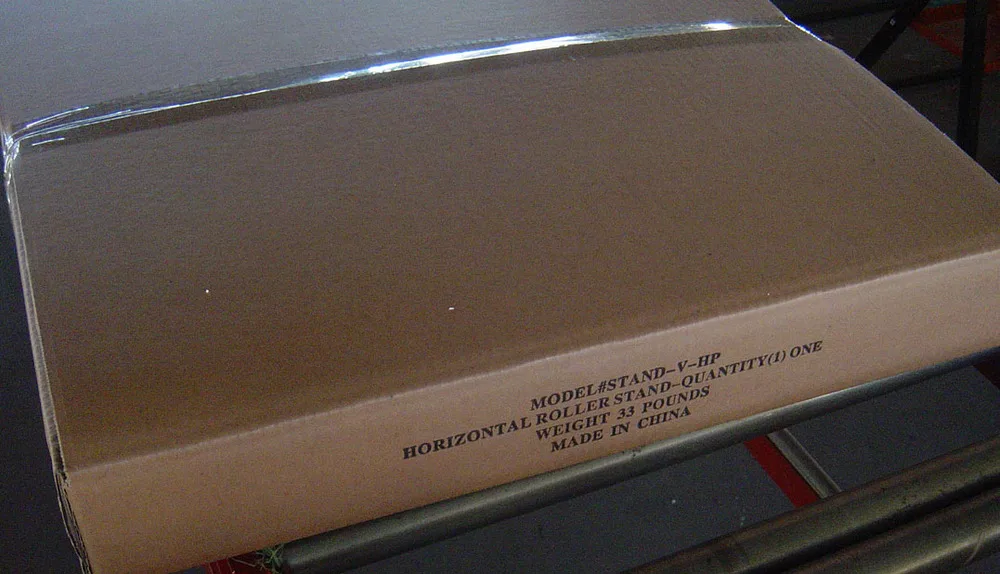 MODEL#STAND-V-HP
HORIZONTAL ROLLER STAND-QUANTITY(1) ONE
WEIGHT 33 POUNDS
MADE IN CHINA